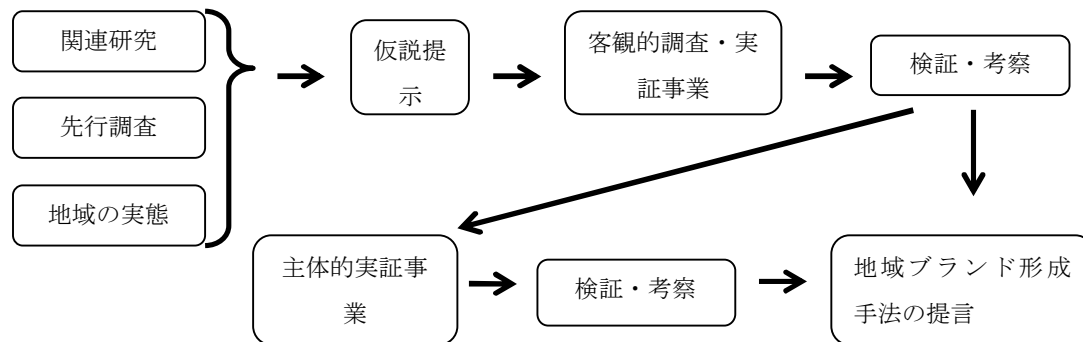 関連研究
先行調査
地域の実態
仮説提
示
客観的調査・実
証事業
検証・考察
主体的実証事
業
検証・考察
地域ブランド形成
手法の提言